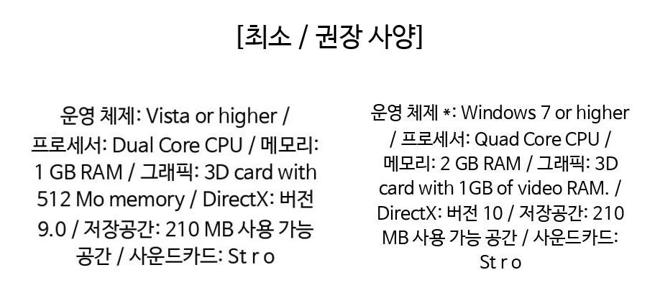 [최소 / 권장 사양]
운영 체제: Vista or higher /
프로세서: Dual Core CPU / 메모리:
1 GB RAM / 그래픽: 3D card with
512 Mo memory / DirectX: 버전
9.0 / 저장공간: 210 MB 사용 가능
공간 / 사운드카드: St r o
운영 체제 *: Windows 7 or higher
/ 프로세서: Quad Core CPU /
메모리: 2 GB RAM / 그래픽: 3D
card with 1GB of video RAM. /
DirectX: 버전 10 / 저장공간: 210
MB 사용 가능 공간 / 사운드카드:
St r o